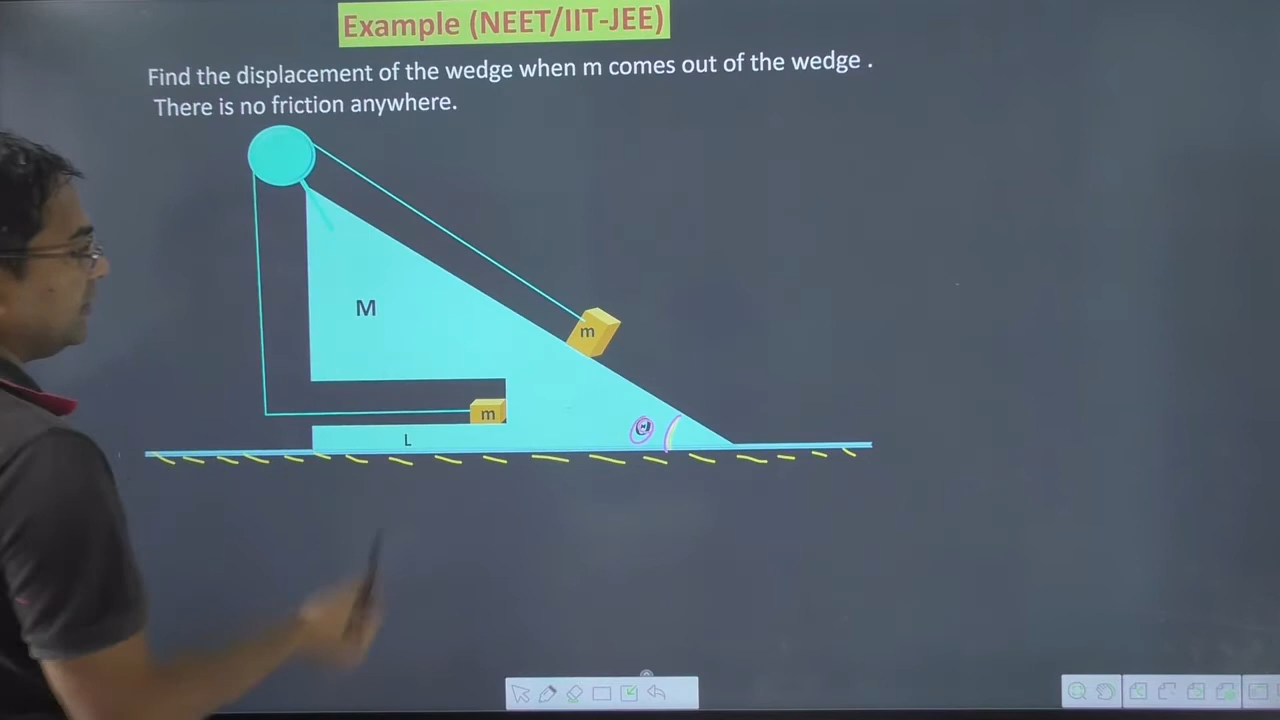 Example (NEET/IIT-JEE)
Find the displacement of the wedge when m comes out of the wedge .
There is no friction anywhere.
M
m
m
L
Θ